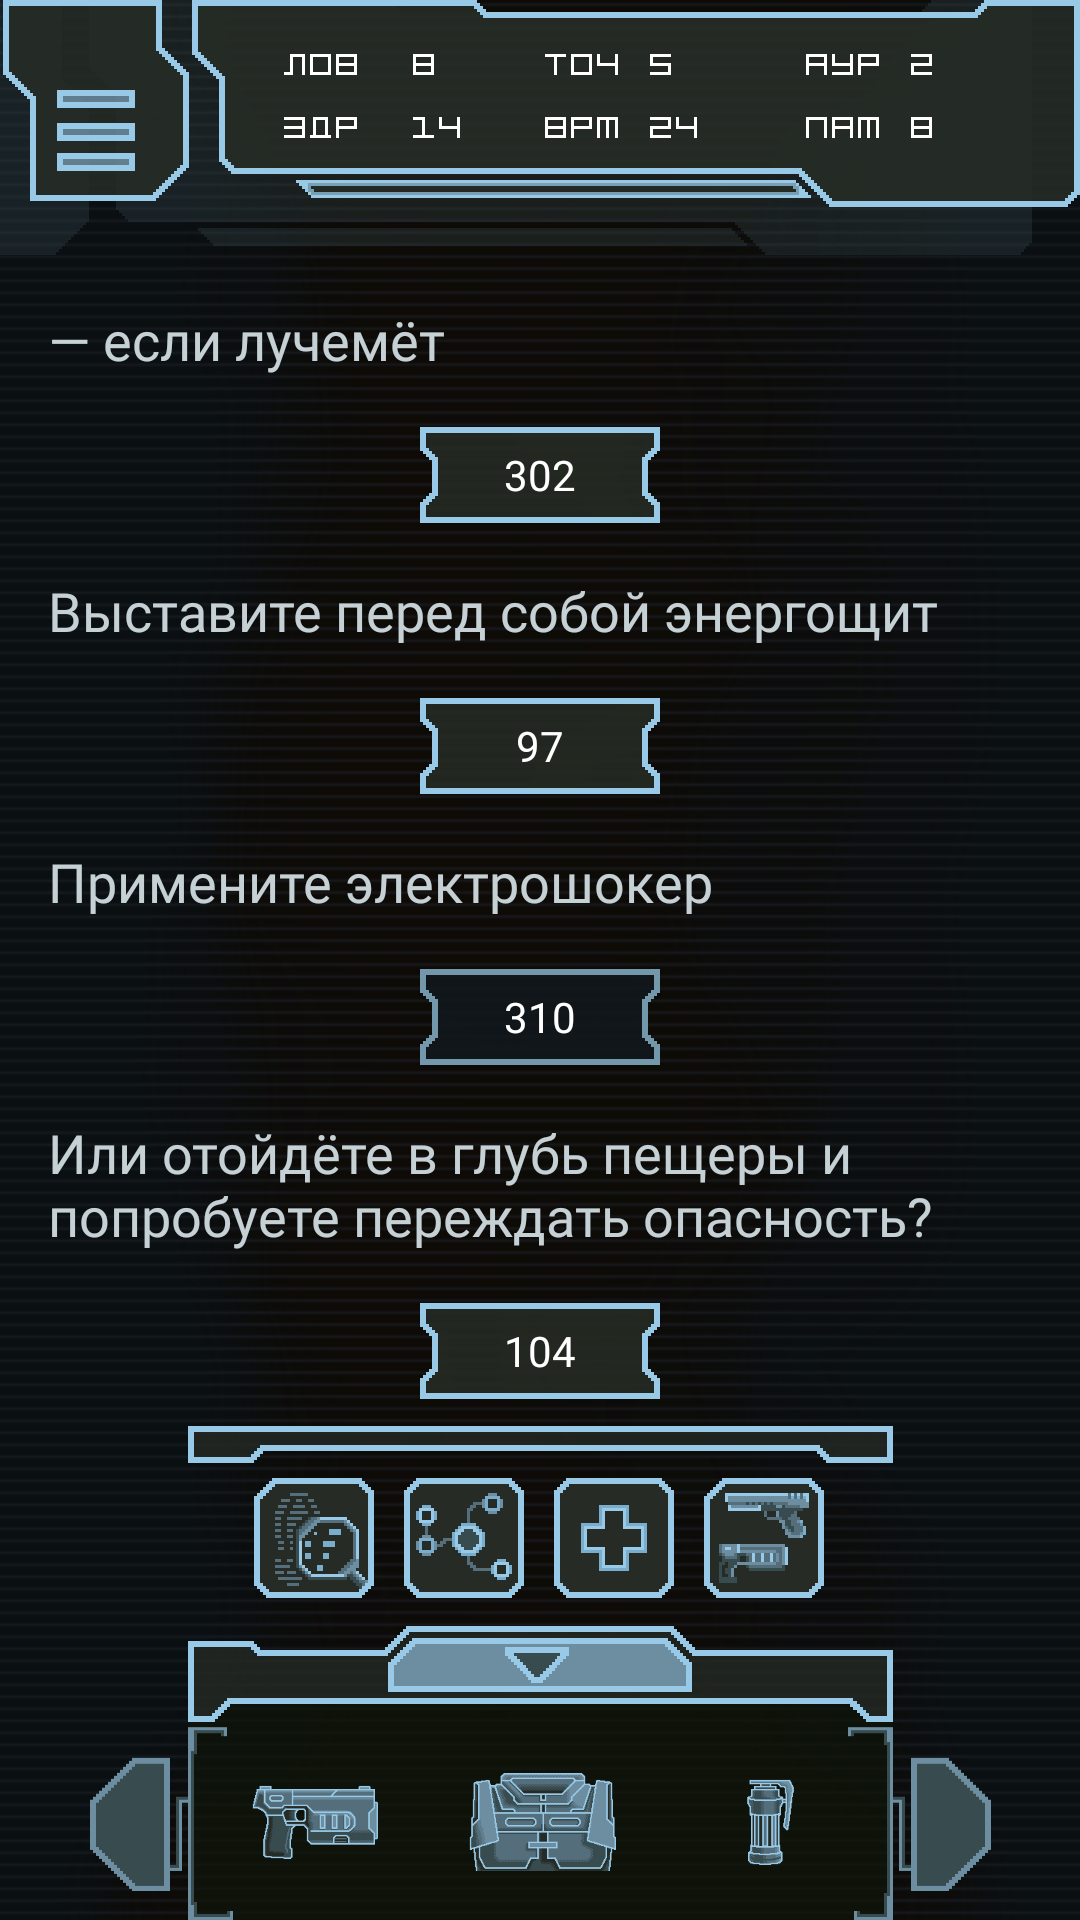 ЛОВ 8 ТОЧ 5 АУР 2
ЗДР 14 ВРМ 24 ПАМ 8
— если лучемёт
302
Выставите перед собой энергощит
97
Примените электрошокер
310
Или отойдёте в глубь пещеры и
попробуете переждать опасность?
104